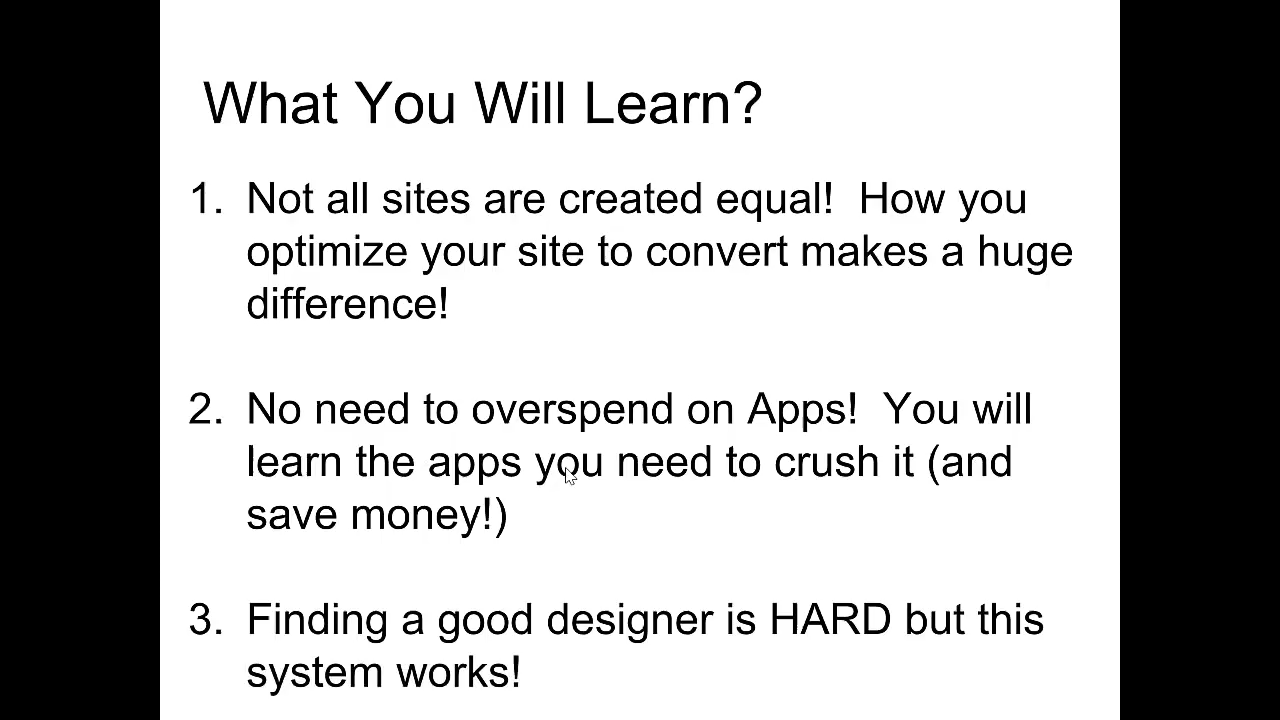 What You Will Learn?
1. Not all sites are created equal!  How you
optimize your site to convert makes a huge
difference!
2. No need to overspend on Apps!  You will
learn the apps you need to crush it (and
save money!)
3. Finding a good designer is HARD but this
system works!